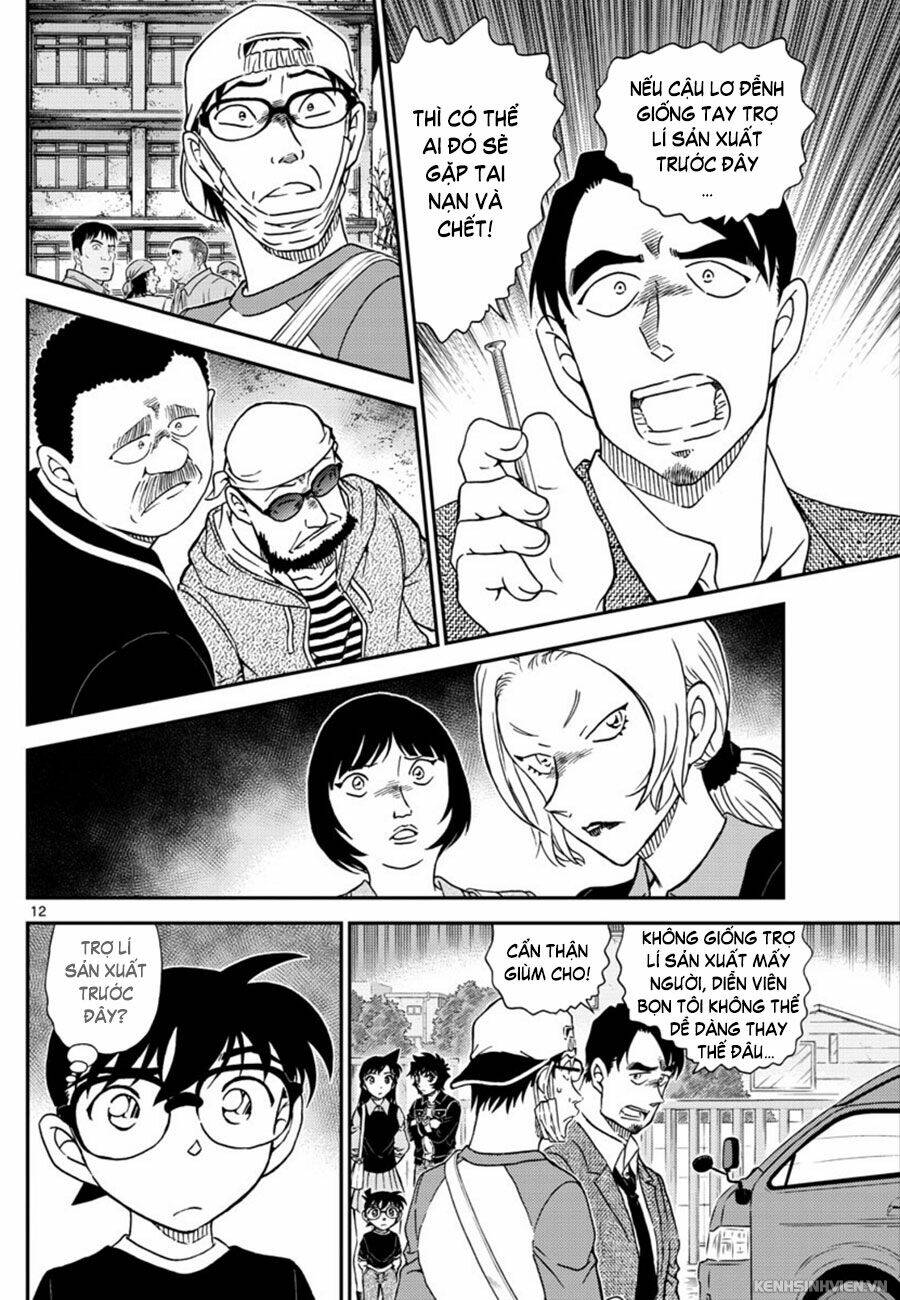 NẾU CẬU LƠ ĐỂNH
GIỐNG TAY TRỢ
LÍ SẢN XUẤT
TRƯỚC ĐÂY
...
THÌ CÓ THỂ
AI ĐÓ SẼ
GẶP TAI
NẠN VÀ
CHẾT!
12
KHÔNG GIỐNG TRỢ
LÍ SẢN XUẤT MẤY
NGƯỜI, DIỄN VIÊN
BỌN TÔI KHÔNG THỂ
DỂ DÀNG THAY
THẾ ĐÂU...
CẨN THẬN
GIÙM CHO!
TRỢ LÍ
SẢN XUẤT
TRƯỚC
ĐÂY?
KENHSINHVIEN.VN